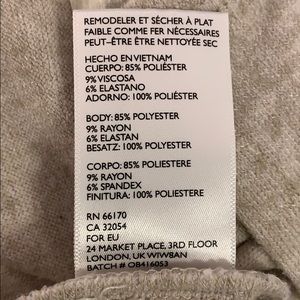 REMODELER ET SÉCHER À PLAT
FAIBLE COMME FER NÉCESSAIRES
PEUT-ÊTRE ÊTRE NETTOYÉE SEC
HECHO EN VIETNAM
CUERPO: 85% POLIÉSTER
9% VISCOSA
6% ELASTANO
ADORNO: 100% POLIÉSTER
BODY: 85% POLYESTER
9% RAYON
6% ELASTAN
BESATZ: 100% POLYESTER
CORPO: 85% POLIESTERE
9% RAYON
6% SPANDEX
FINITURA: 100% POLIESTERE
RN 66170
CA 32054
FOR EU
24 MARKET PLACE, 3RD FLOOR
LONDON, UK W1W8AN
BATCH # OB416053